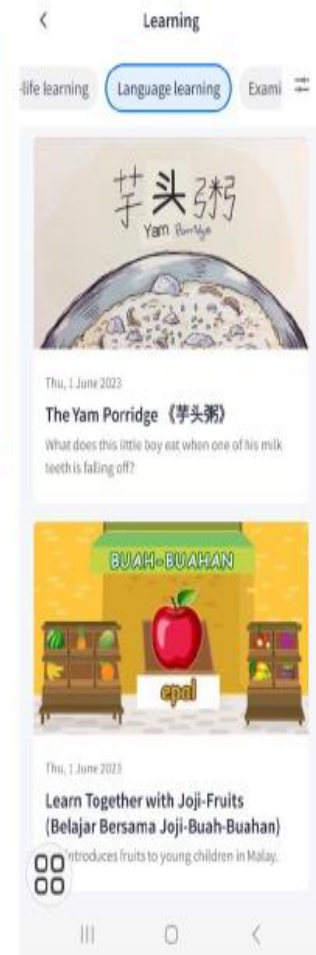 Learning
-life learning
Language learning
Exami
芋头粥
Yam Porridge
Thu, 1 June 2023
The Yam Porridge 《芋头粥》
What does this little boy eat when one of his milk
teeth is falling off?
BUAH-BUAHAN
epal
Thu, 1 June 2023
Learn Together with Joji-Fruits
(Belajar Bersama Joji-Buah-Buahan)
introduces fruits to young children in Malay.